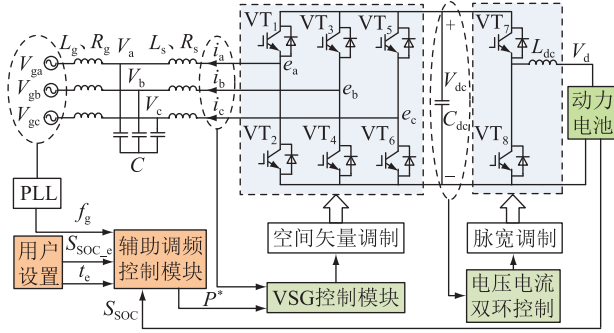 L_g、R_g V_a L_s、R_s i_a
V_ga V_gb V_gc
V_b i_b
V_c i_c
C
VT_1 VT_3 VT_5
e_a e_b e_c
VT_2 VT_4 VT_6
+ V_dc C_dc −
VT_7 L_dc V_d
VT_8
动力
电池
PLL
f_g
空间矢量调制
脉宽调制
用户
设置
S_SOC_e
t_e
辅助调频
控制模块
P*
VSG控制模块
电压电流
双环控制
S_SOC